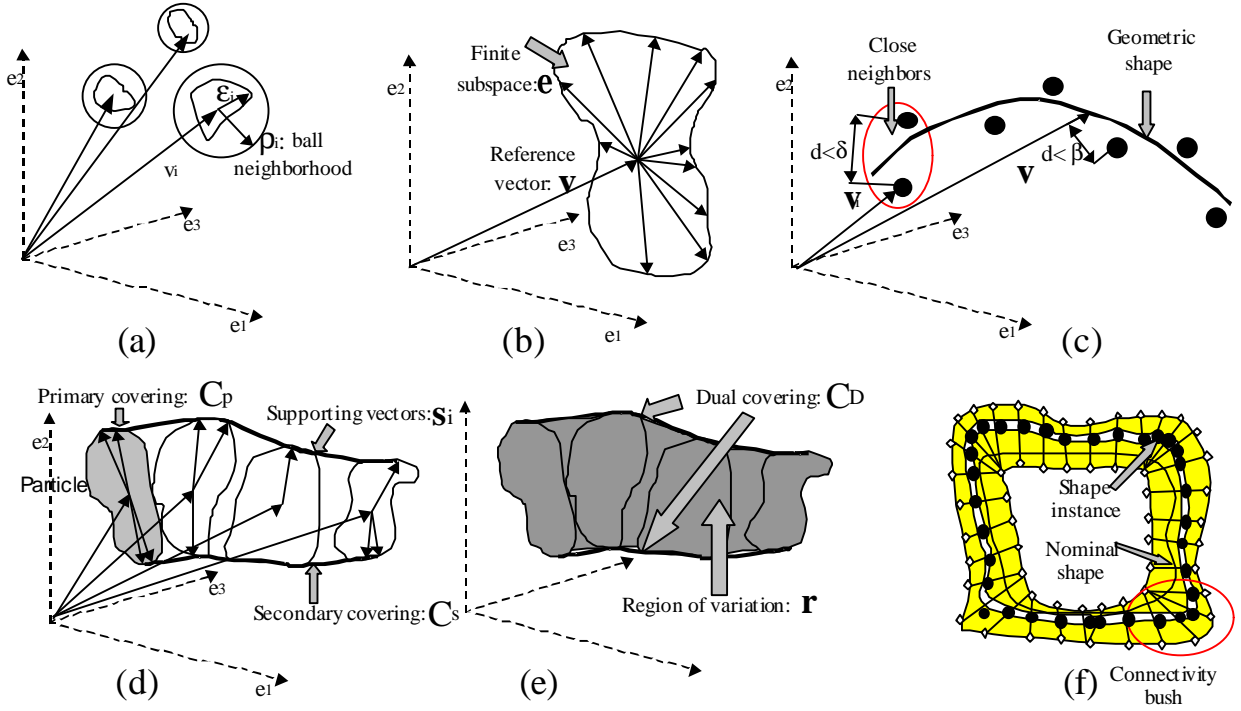 e2
εi
ρi: ball
neighborhood
vi
e3
e1
(a)
Finite
subspace: e
e2
Reference
vector: v
e3
e1
(b)
Close
neighbors
Geometric
shape
e2
d<δ
d<β
v
vi
e3
e1
(c)
Primary covering: Cp
Supporting vectors: si
e2
Particle
e3
Secondary covering: Cs
e1
(d)
Dual covering: CD
Region of variation: r
(e)
Shape
instance
Nominal
shape
(f)
Connectivity
bush